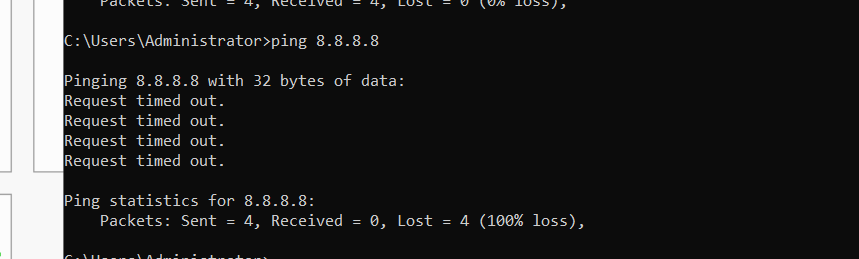 Packets: Sent = 4, Received = 4, Lost = 0 (0% loss),
C:\Users\Administrator>ping 8.8.8.8
Pinging 8.8.8.8 with 32 bytes of data:
Request timed out.
Request timed out.
Request timed out.
Request timed out.
Ping statistics for 8.8.8.8:
Packets: Sent = 4, Received = 0, Lost = 4 (100% loss),
C:\Users\Administrator>